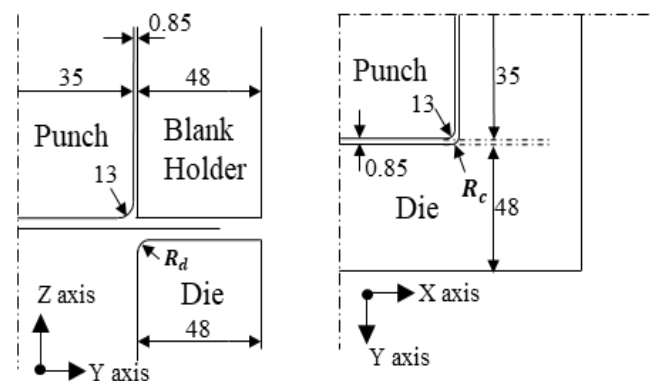 0.85
35
48
Punch
Blank
Holder
13
R_d
Z axis
Die
48
Y axis
Punch
35
13
0.85
R_c
Die
48
X axis
Y axis